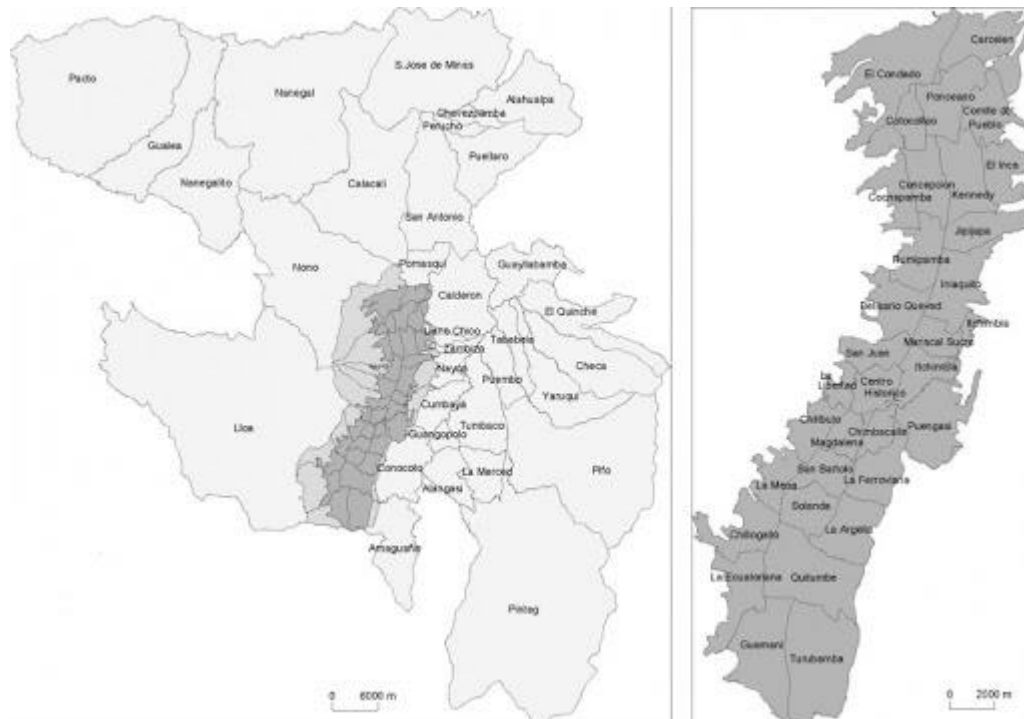 Pacto
S.Jose de Minas
Nanegal
Atahualpa
Chavezpamba
Perucho
Gualea
Puellaro
Nanegalito
Calacali
San Antonio
Nono
Pomasqui
Guayllabamba
Calderon
El Quinche
Llano Chico
Tababela
Zambiza
Checa
Nayon
Puembo
Yaruqui
Cumbaya
Lloa
Tumbaco
Guangopolo
Conocoto
La Merced
Pifo
Alangasi
Amaguaña
Pintag
0 6000 m
Carcelen
El Condado
Ponceano
Comite del
Pueblo
Cotocollao
El Inca
Concepcion
Cochapamba
Kennedy
Jipijapa
Rumipamba
Iniaquito
Belisario Queved
Itchimbia
Mariscal Sucre
San Juan
Itchimbia
La
Libertad
Centro
Historico
Chilibulo
Chimbacalle
Puengasi
Magdalena
San Bartolo
La Ferroviaria
La Mena
Solanda
La Argelia
Chillogallo
La Ecuatoriana
Quitumbe
Guamani
Turubamba
0 2000 m